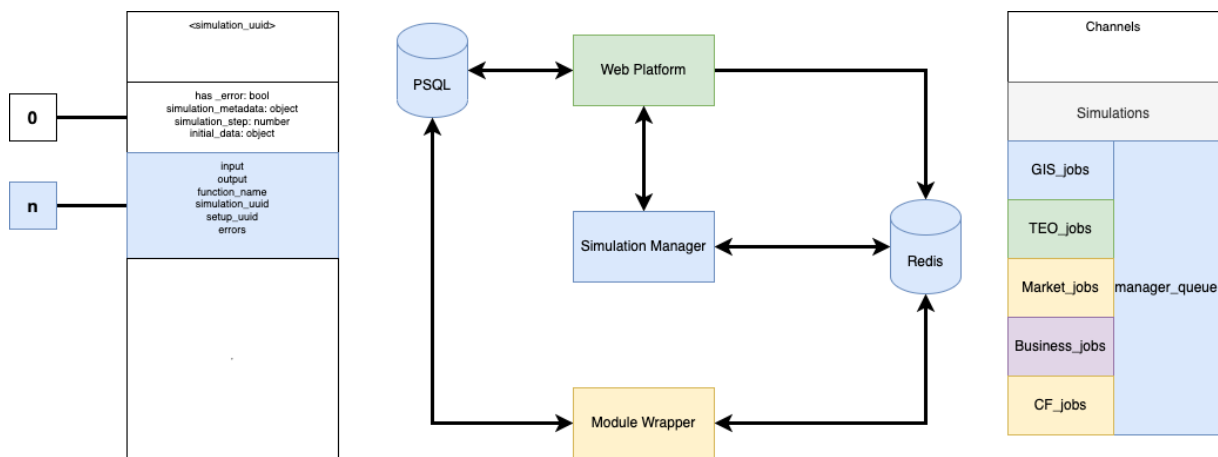 <simulation_uuid>
0
has _error: bool
simulation_metadata: object
simulation_step: number
initial_data: object
n
input
output
function_name
simulation_uuid
setup_uuid
errors
.
PSQL
Web Platform
Simulation Manager
Redis
Module Wrapper
Channels
Simulations
GIS_jobs
TEO_jobs
Market_jobs
manager_queue
Business_jobs
CF_jobs